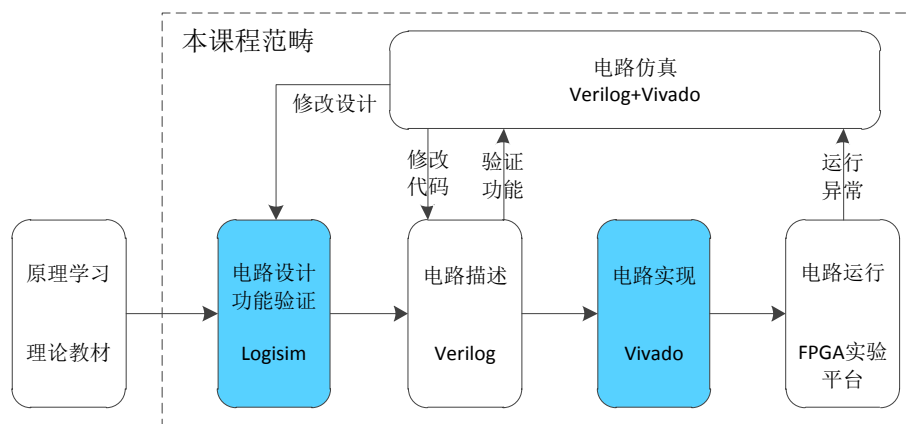 本课程范畴
电路仿真
Verilog+Vivado
修改设计
修改
代码
验证
功能
运行
异常
原理学习
理论教材
电路设计
功能验证
Logisim
电路描述
Verilog
电路实现
Vivado
电路运行
FPGA实验
平台